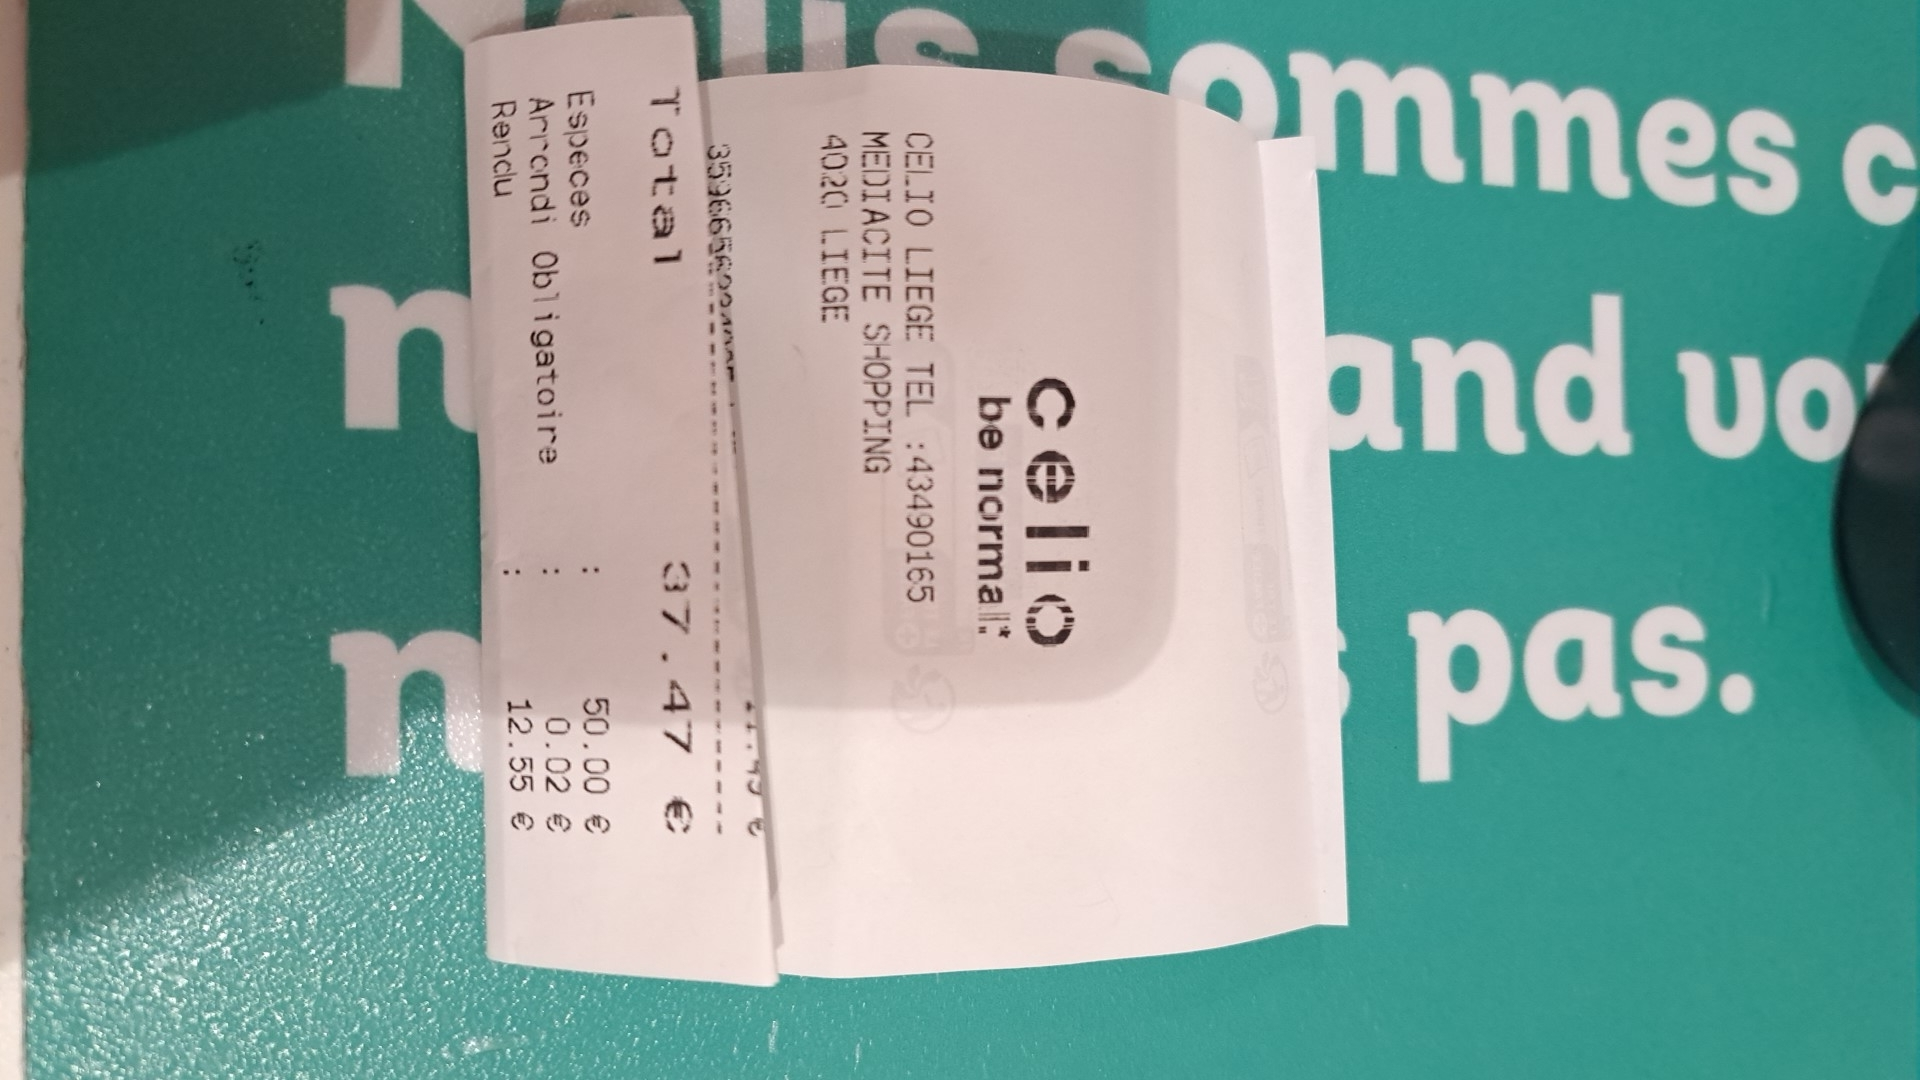 celio
be normal*
CELIO LIEGE TEL :43490165
MEDIACITE SHOPPING
4020 LIEGE
Total 37.47 €
Especes : 50.00 €
Arrondi Obligatoire : 0.02 €
Rendu : 12.55 €
sommes c
and
pas.